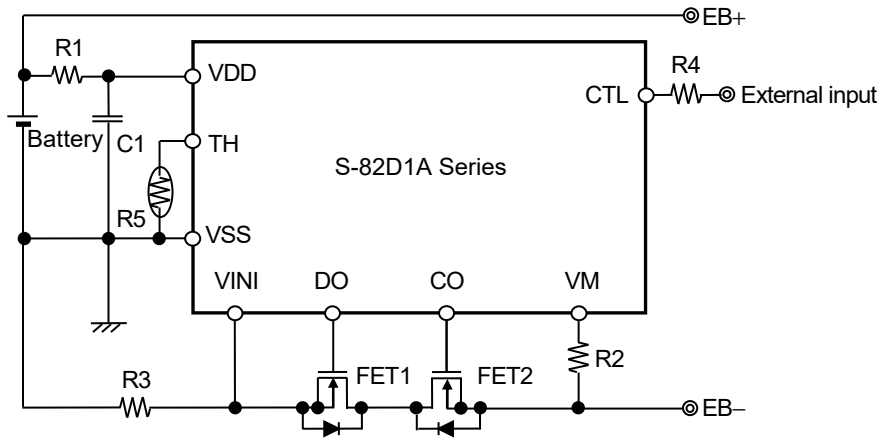 EB+
R1
VDD
R4
CTL
External input
Battery
C1
TH
S-82D1A Series
R5
VSS
VINI
DO
CO
VM
R3
FET1
FET2
R2
EB−